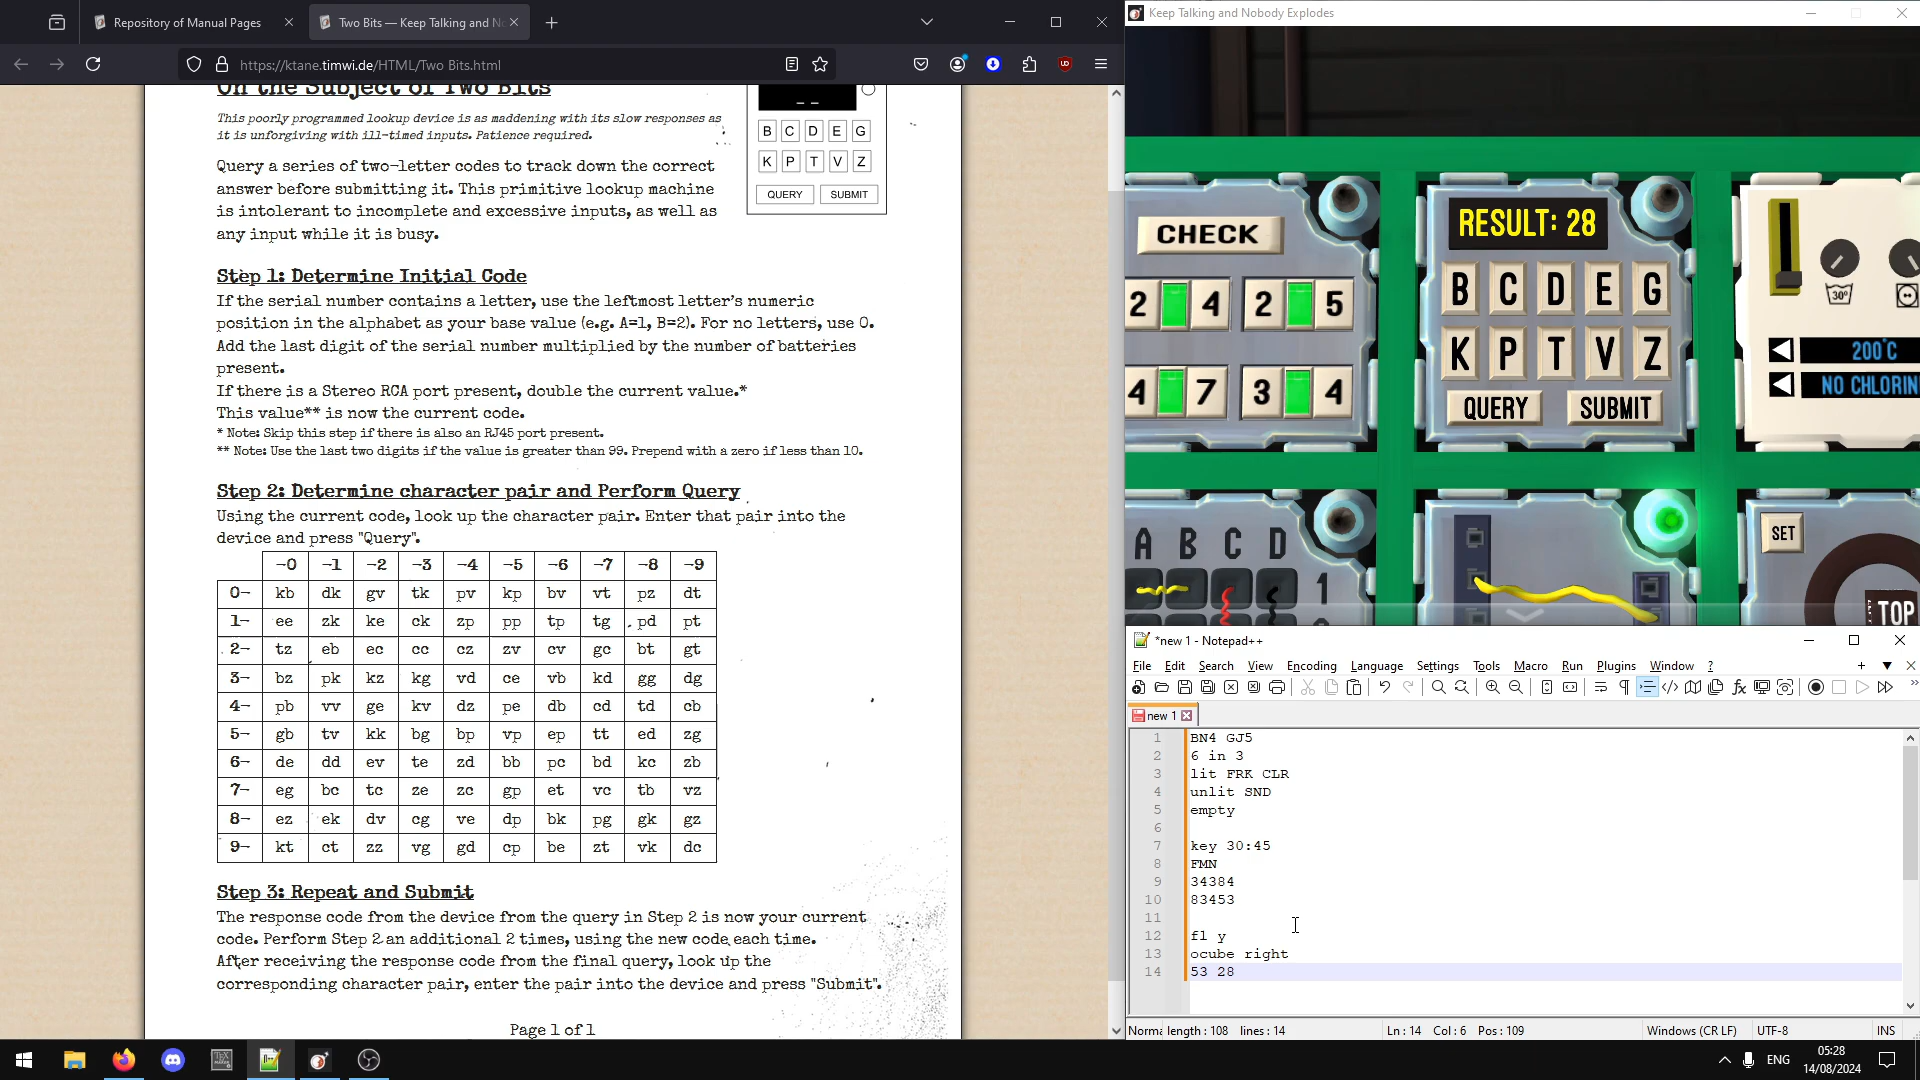 Repository of Manual Pages
Two Bits — Keep Talking and No
https://ktane.timwi.de/HTML/Two Bits.html
On the Subject of Two Bits
This poorly programmed lookup device is as maddening with its slow responses as
it is unforgiving with ill-timed inputs. Patience required.
Query a series of two-letter codes to track down the correct
answer before submitting it. This primitive lookup machine
is intolerant to incomplete and excessive inputs, as well as
any input while it is busy.
_ _
B C D E G
K P T V Z
QUERY SUBMIT
Step 1: Determine Initial Code
If the serial number contains a letter, use the leftmost letter's numeric
position in the alphabet as your base value (e.g. A=1, B=2). For no letters, use 0.
Add the last digit of the serial number multiplied by the number of batteries
present.
If there is a Stereo RCA port present, double the current value.*
This value** is now the current code.
* Note: Skip this step if there is also an RJ45 port present.
** Note: Use the last two digits if the value is greater than 99. Prepend with a zero if less than 10.
Step 2: Determine character pair and Perform Query
Using the current code, look up the character pair. Enter that pair into the
device and press "Query".
-0 -1 -2 -3 -4 -5 -6 -7 -8 -9
0- kb dk gv tk pv kp bv vt pz dt
1- ee zk ke ck zp pp tp tg pd pt
2- tz eb ec cc cz zv cv gc bt gt
3- bz pk kz kg vd ce vb kd gg dg
4- pb vv ge kv dz pe db cd td cb
5- gb tv kk bg bp vp ep tt ed zg
6- de dd ev te zd bb pc bd kc zb
7- eg bc tc ze zc gp et vc tb vz
8- ez ek dv cg ve dp bk pg gk gz
9- kt ct zz vg gd cp be zt vk dc
Step 3: Repeat and Submit
The response code from the device from the query in Step 2 is now your current
code. Perform Step 2 an additional 2 times, using the new code each time.
After receiving the response code from the final query, look up the
corresponding character pair, enter the pair into the device and press "Submit".
Page 1 of 1
Keep Talking and Nobody Explodes
CHECK
2 4 2 5
4 7 3 4
RESULT: 28
B C D E G
K P T V Z
QUERY SUBMIT
30°
200°C
NO CHLORIN
A B C D
1
SET
TOP
*new 1 - Notepad++
File Edit Search View Encoding Language Settings Tools Macro Run Plugins Window ?
new 1
1 BN4 GJ5
2 6 in 3
3 lit FRK CLR
4 unlit SND
5 empty
6
7 key 30:45
8 FMN
9 34384
10 83453
11
12 fl y
13 ocube right
14 53 28
Norma length : 108 lines : 14 Ln : 14 Col : 6 Pos : 109 Windows (CR LF) UTF-8 INS
ENG
05:28
14/08/2024